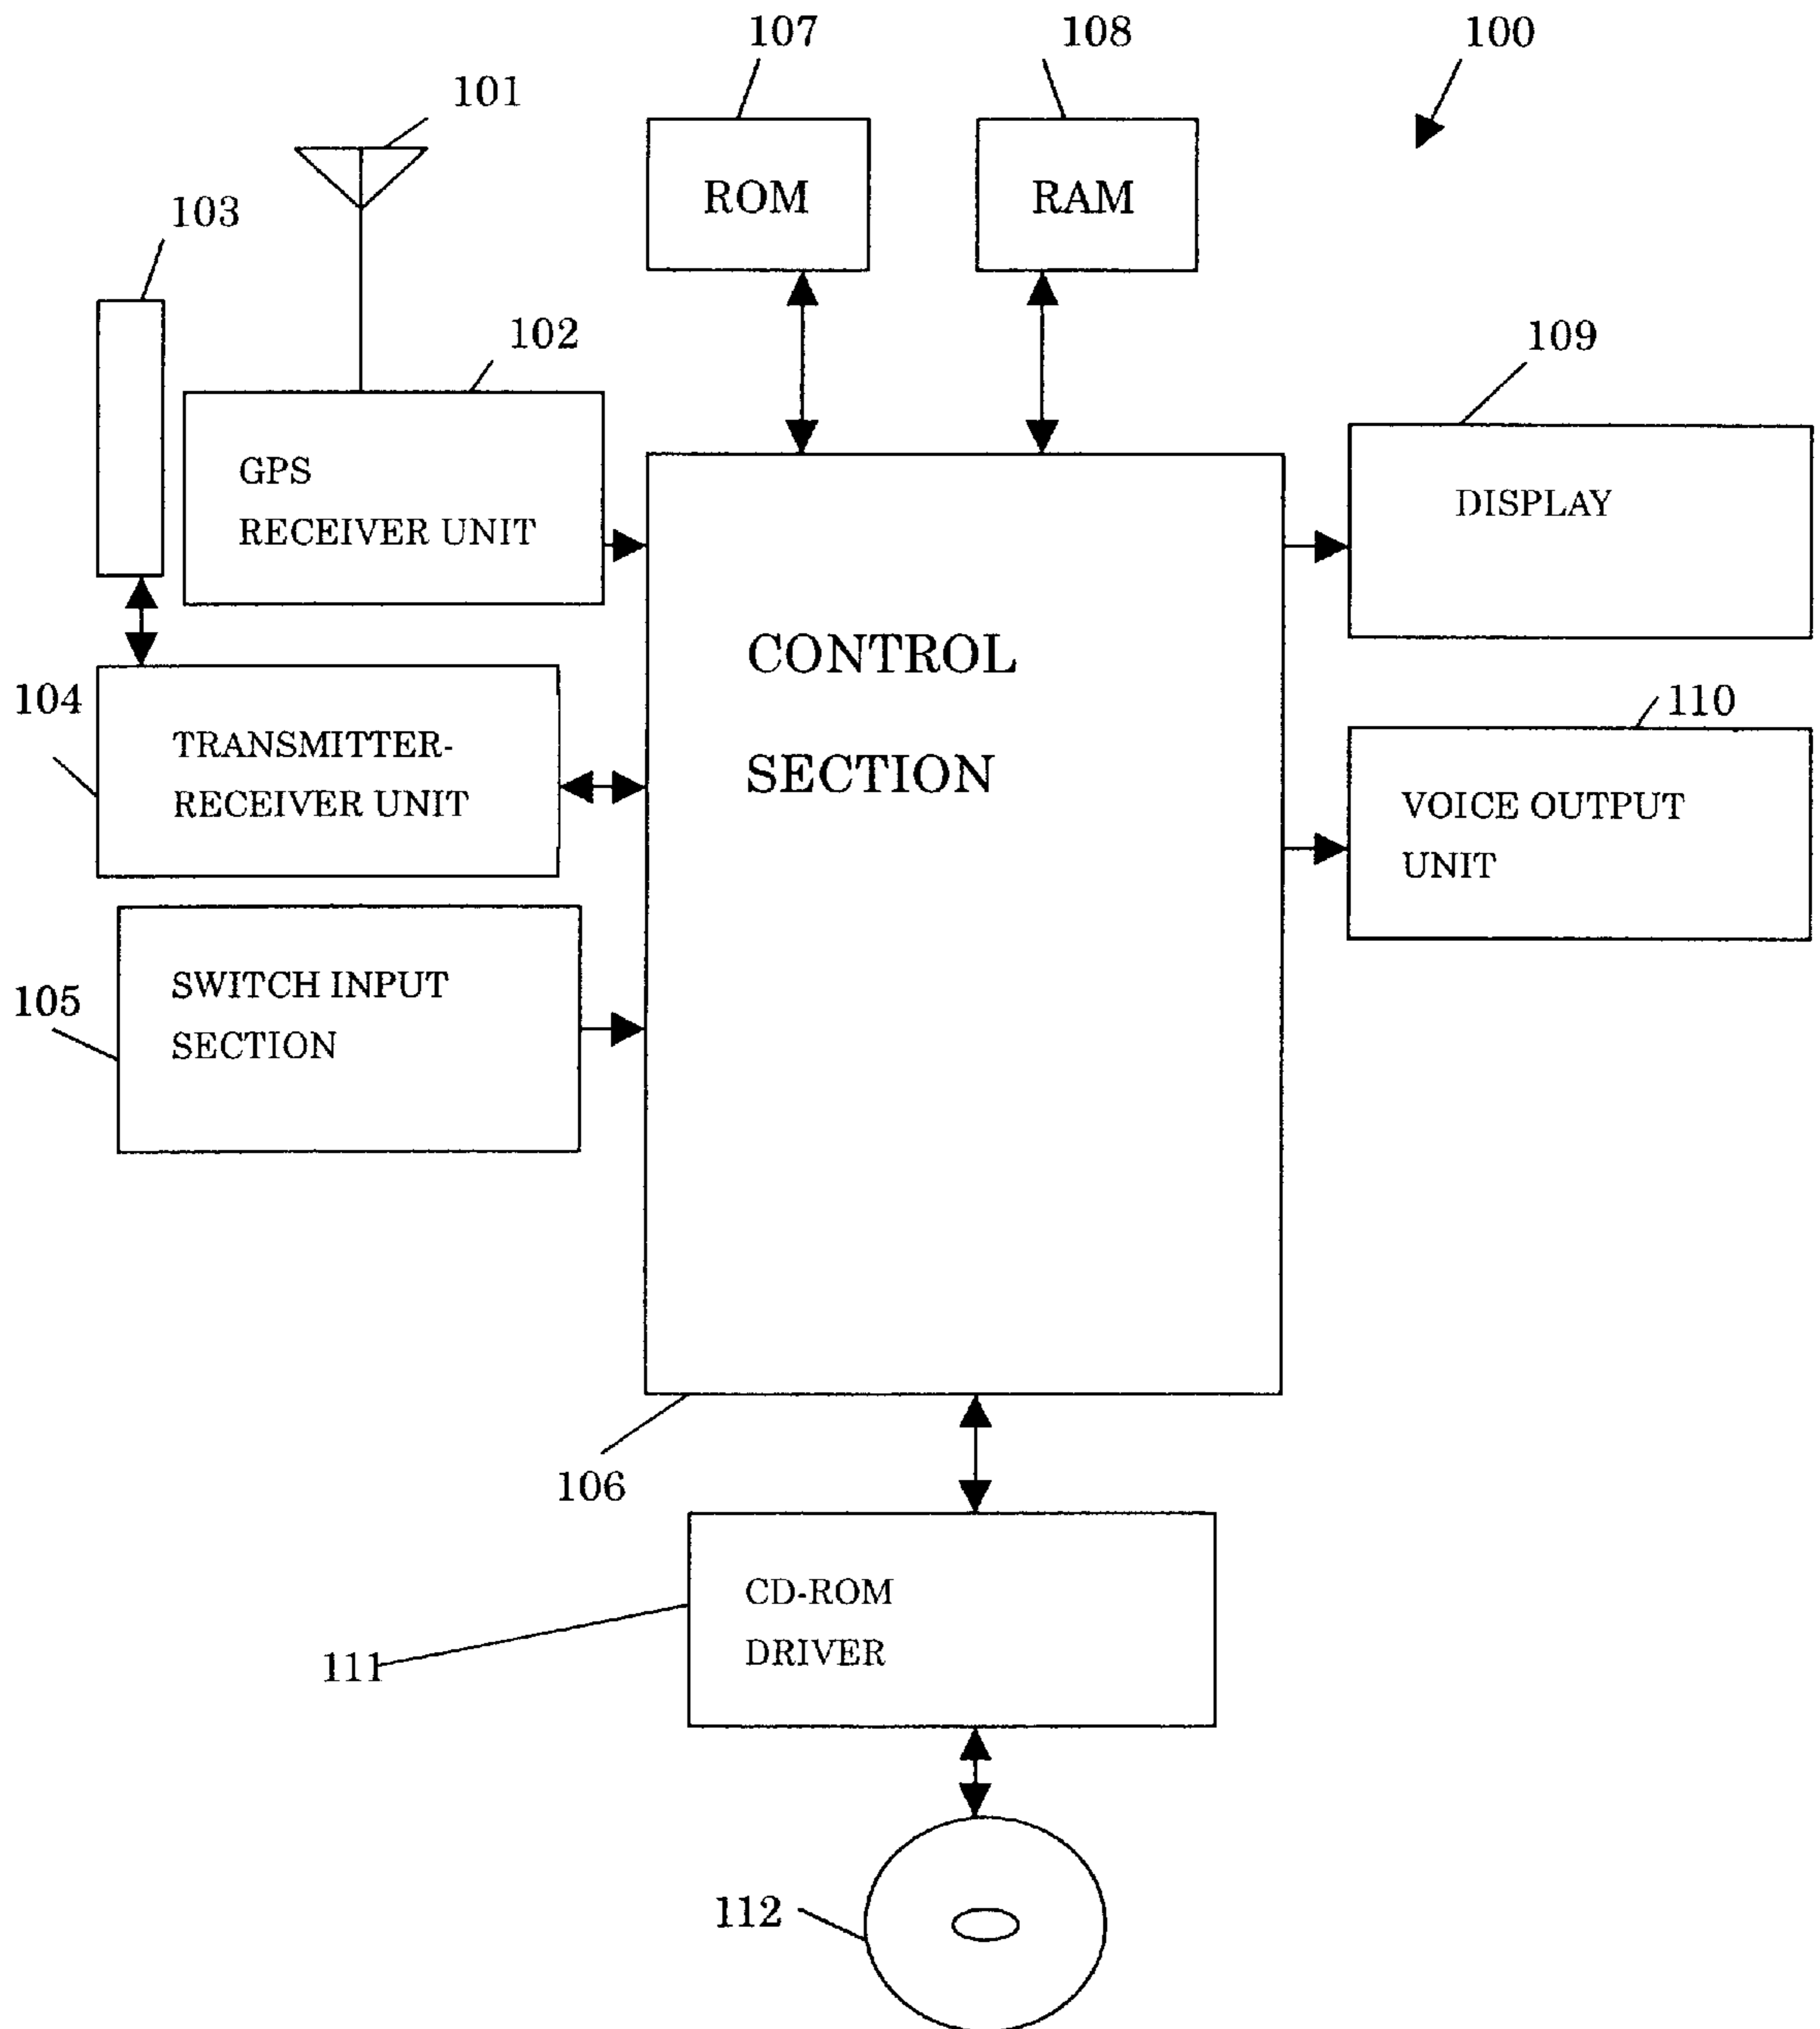 107
108
100
101
ROM
RAM
103
102
109
GPS
RECEIVER UNIT
DISPLAY
CONTROL
SECTION
104
TRANSMITTER-
RECEIVER UNIT
110
VOICE OUTPUT
UNIT
105
SWITCH INPUT
SECTION
106
CD-ROM
DRIVER
111
112